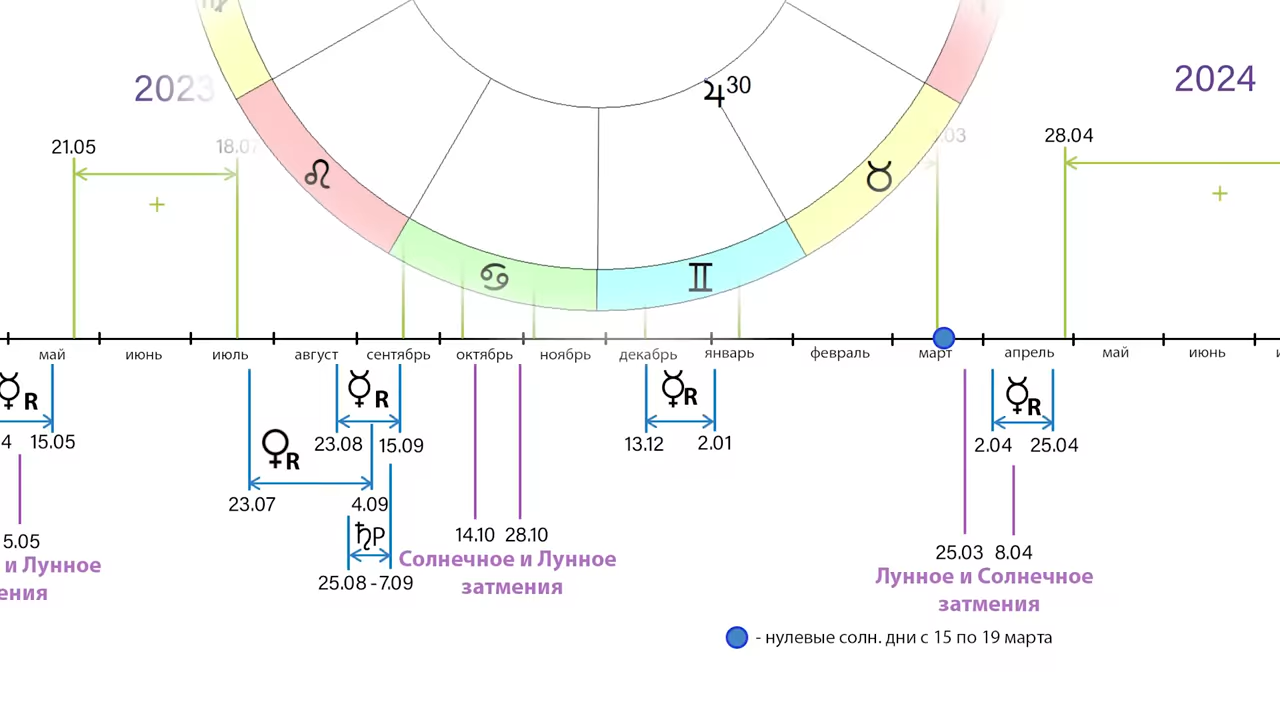 2023
2024
♃30
21.05
18.0
.03
28.04
♌
♉
♋
♊
+
+
май
июнь
июль
август
сентябрь
октябрь
ноябрь
декабрь
январь
февраль
март
апрель
май
июнь
☿R
☿R
☿R
☿R
4
15.05
♀R
23.08
15.09
13.12
2.01
2.04
25.04
23.07
4.09
♄Р
5.05
14.10
28.10
25.03
8.04
и Лунное
ения
25.08 -7.09
Солнечное и Лунное
затмения
Лунное и Солнечное
затмения
- нулевые солн. дни с 15 по 19 марта